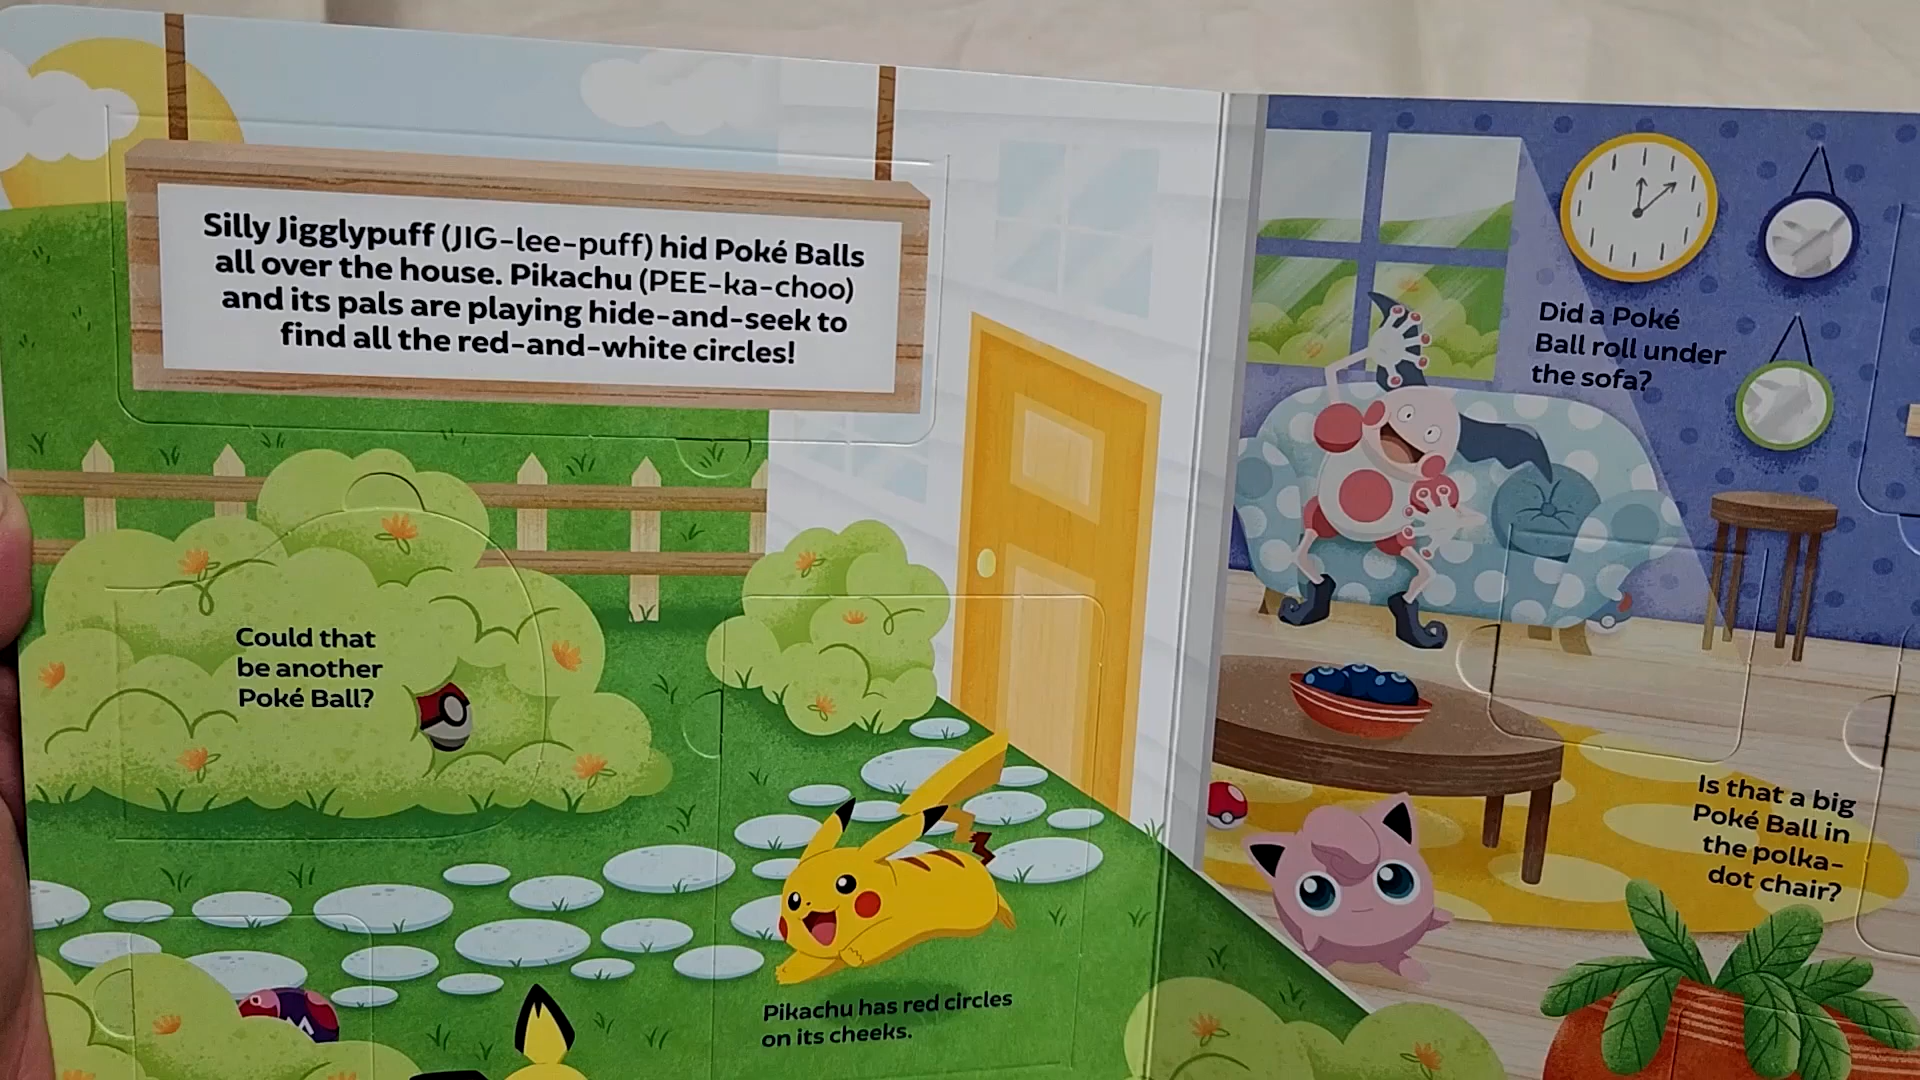 Silly Jigglypuff (JIG-lee-puff) hid Poké Balls
all over the house. Pikachu (PEE-ka-choo)
and its pals are playing hide-and-seek to
find all the red-and-white circles!
Could that
be another
Poké Ball?
Pikachu has red circles
on its cheeks.
Did a Poké
Ball roll under
the sofa?
Is that a big
Poké Ball in
the polka-
dot chair?